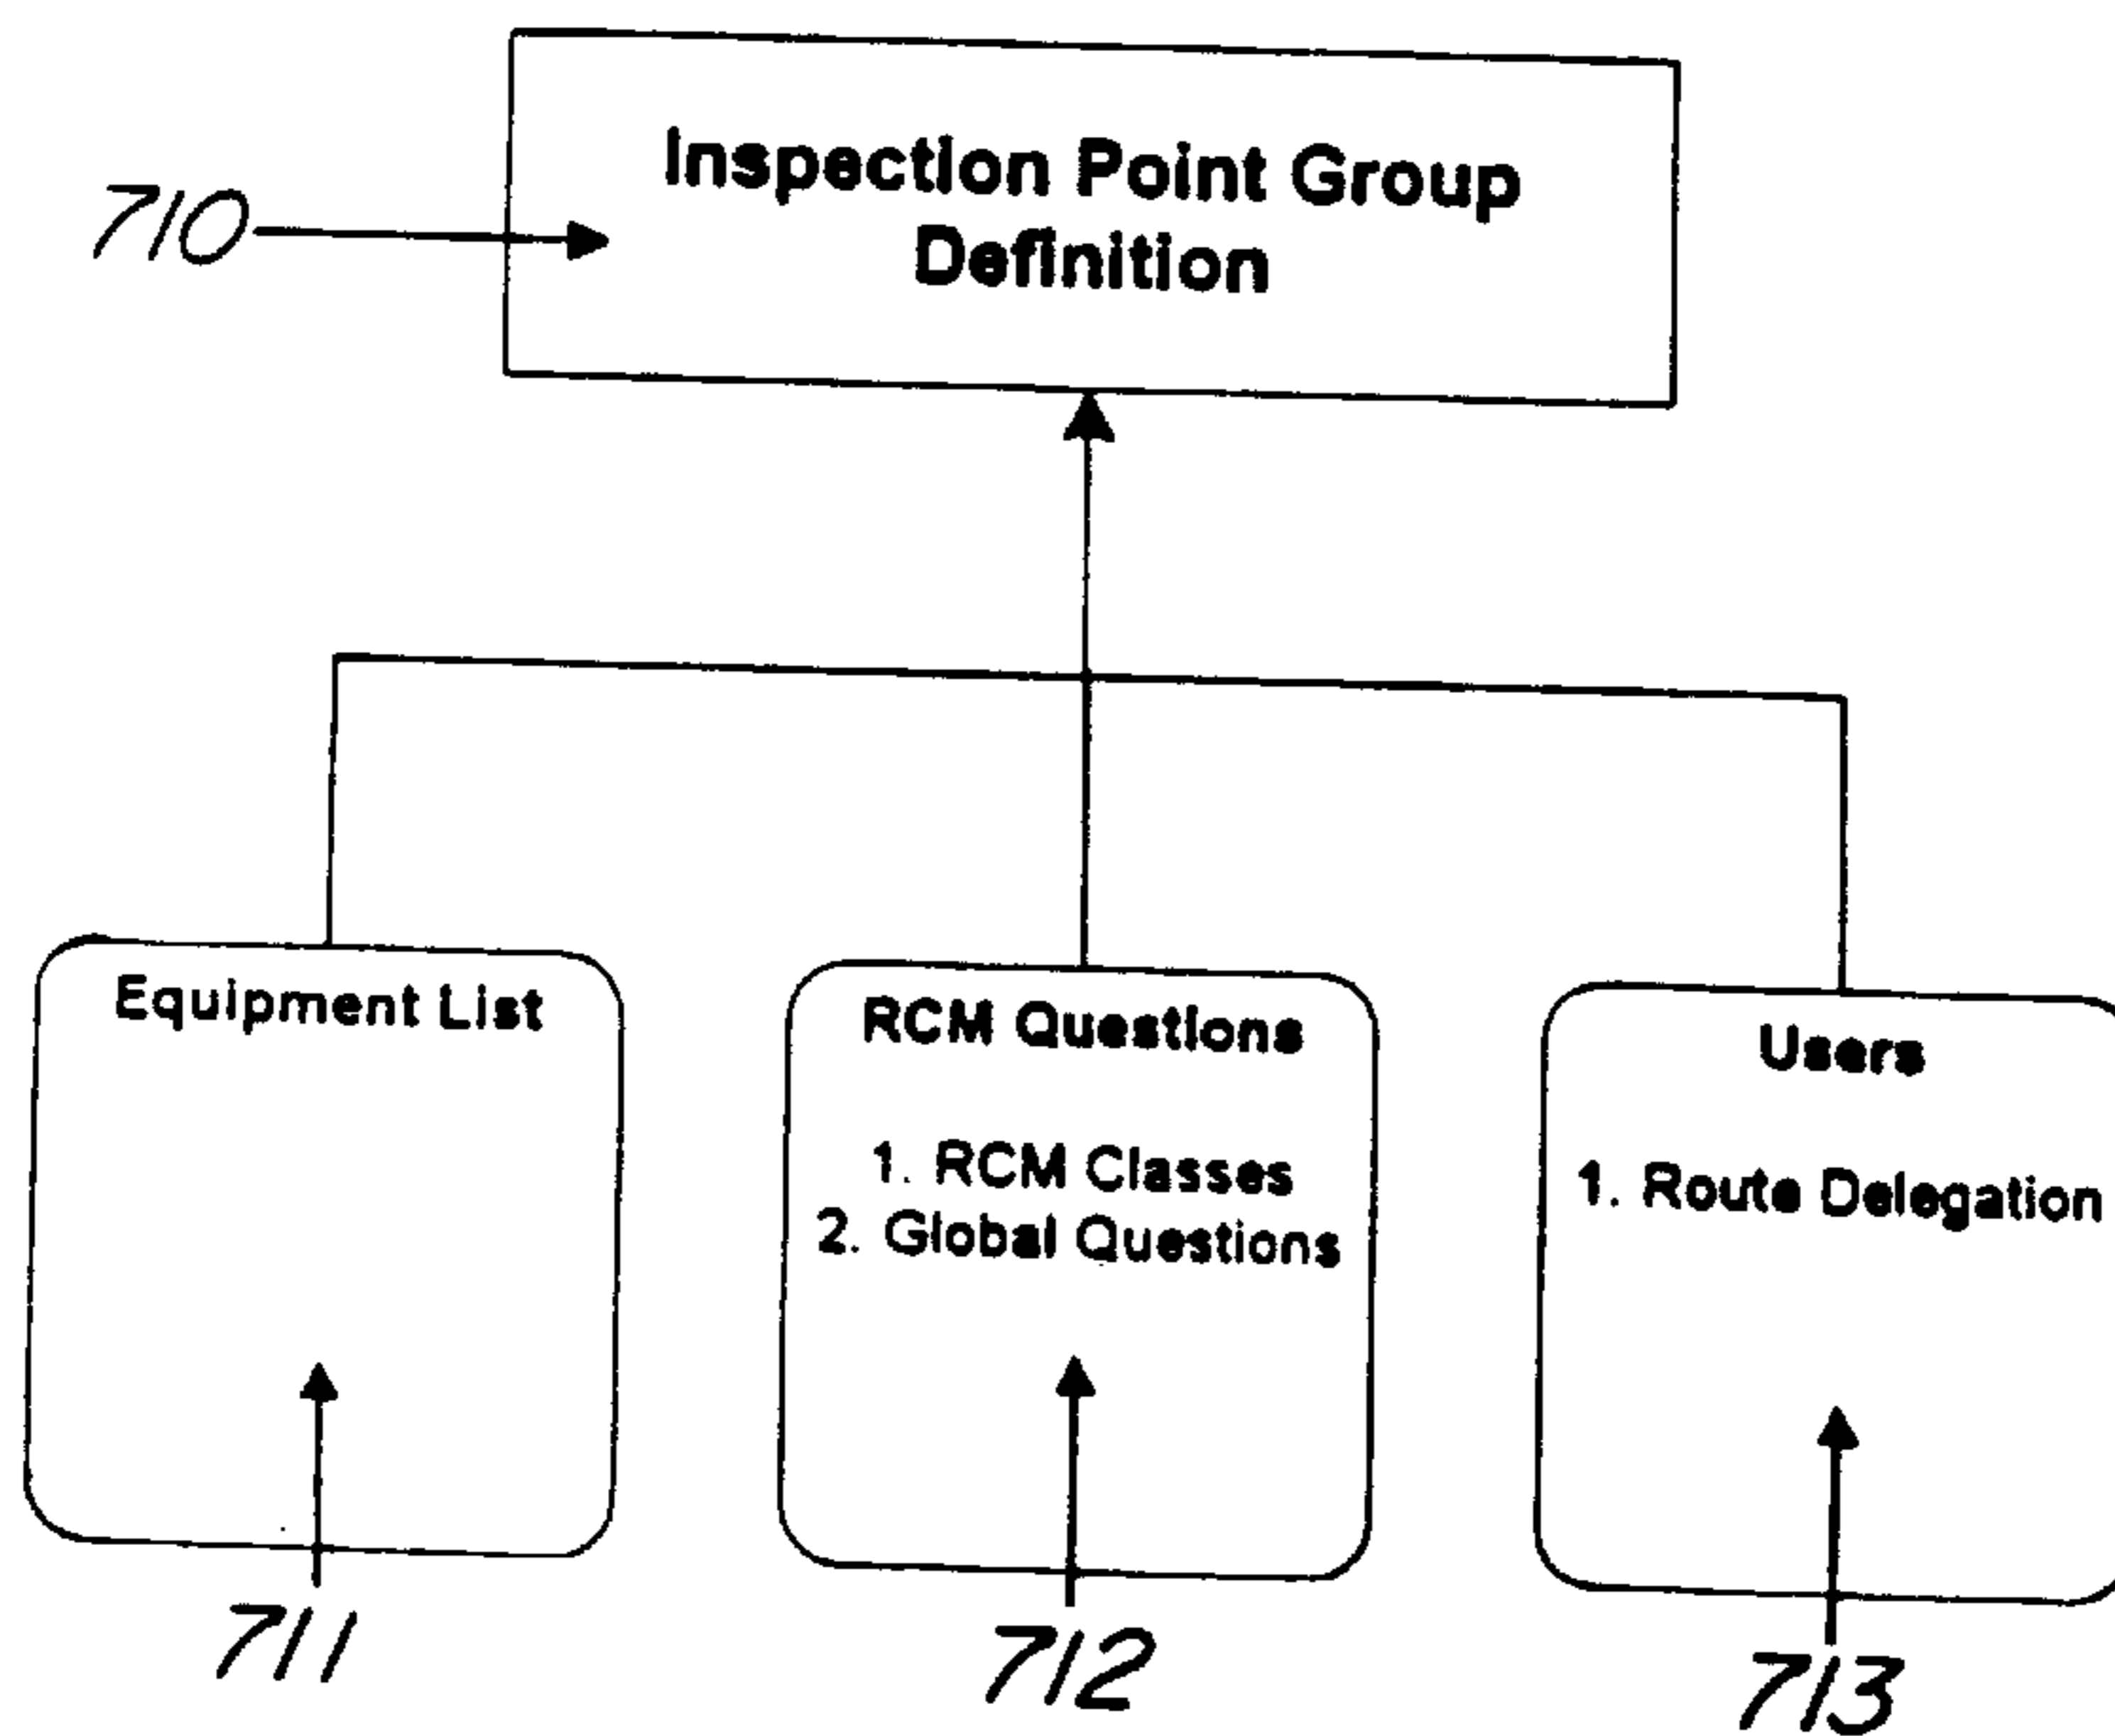 Inspection Point Group
Definition
710
Equipment List
RCM Questions
1. RCM Classes
2. Global Questions
Users
1. Route Delegation
711
712
713